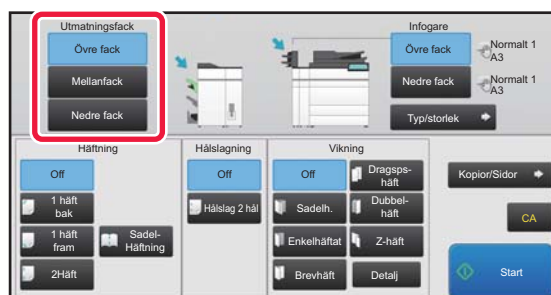 Utmatningsfack
Övre fack
Mellanfack
Nedre fack
Infogare
Övre fack
Normalt 1
A3
Nedre fack
Normalt 1
A3
Typ/storlek
Häftning
Off
1 häft
bak
1 häft
fram
Sadel-
Häftning
2Häft
Hålslagning
Off
Hålslag 2 hål
Vikning
Off
Dragsps-
häft
Sadelh.
Dubbel-
häft
Enkelhäftat
Z-häft
Brevhäft
Detalj
Kopior/Sidor
CA
Start